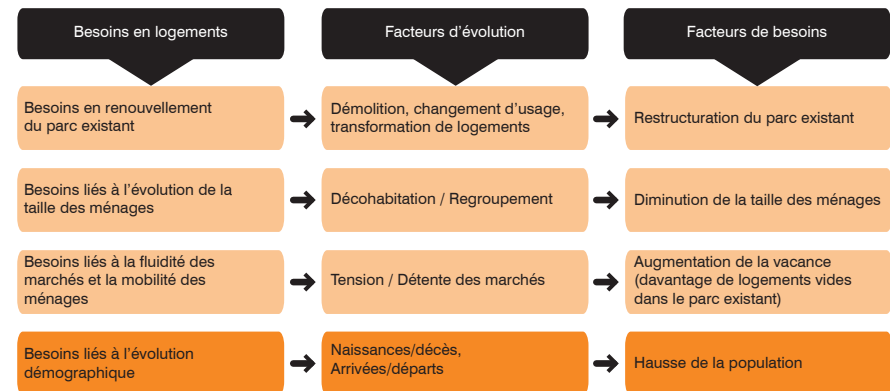 Besoins en logements
Facteurs d'évolution
Facteurs de besoins
Besoins en renouvellement
du parc existant
Démolition, changement d'usage,
transformation de logements
Restructuration du parc existant
Besoins liés à l'évolution de la
taille des ménages
Décohabitation / Regroupement
Diminution de la taille des ménages
Besoins liés à la fluidité des
marchés et la mobilité des
ménages
Tension / Détente des marchés
Augmentation de la vacance
(davantage de logements vides
dans le parc existant)
Besoins liés à l'évolution
démographique
Naissances/décès,
Arrivées/départs
Hausse de la population